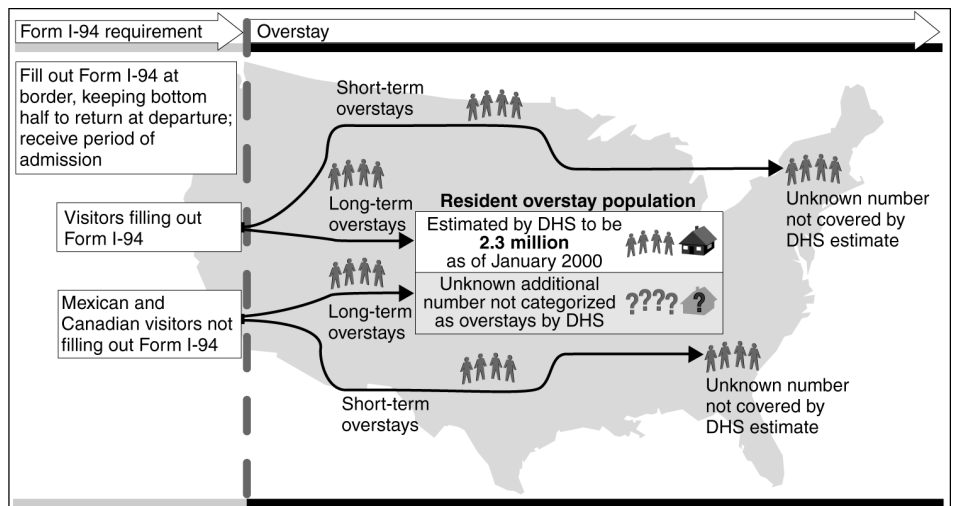 Form I-94 requirement
Overstay
Fill out Form I-94 at
border, keeping bottom
half to return at departure;
receive period of
admission
Short-term
overstays
Visitors filling out
Form I-94
Long-term
overstays
Resident overstay population
Estimated by DHS to be
2.3 million
as of January 2000
Unknown additional
number not categorized
as overstays by DHS
????
?
Unknown number
not covered by
DHS estimate
Mexican and
Canadian visitors not
filling out Form I-94
Long-term
overstays
Short-term
overstays
Unknown number
not covered by
DHS estimate